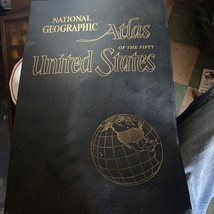 NATIONAL
GEOGRAPHIC
Atlas
OF THE FIFTY
United States